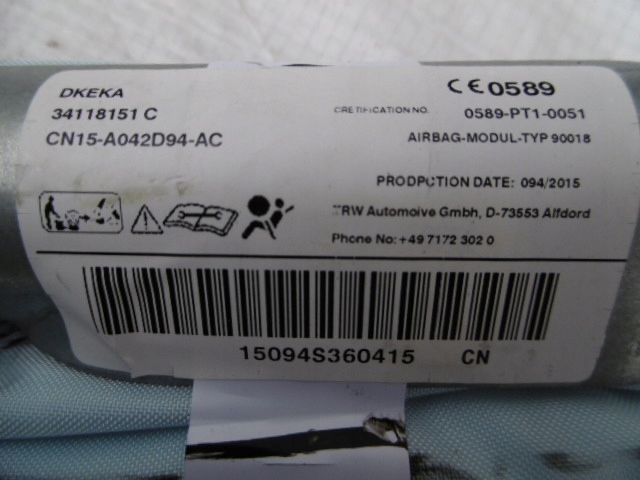 DKEKA
34118151 C
CN15-A042D94-AC
CE0589
CRETIFICATION NO. 0589-PT1-0051
AIRBAG-MODUL-TYP 90018
PRODPCTION DATE: 094/2015
TRW Automoive Gmbh, D-73553 Alfdord
Phone No: +49 7172 302 0
15094S360415 CN